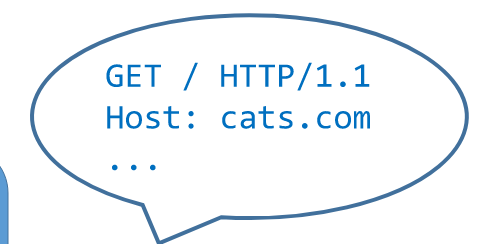 GET / HTTP/1.1
Host: cats.com
...